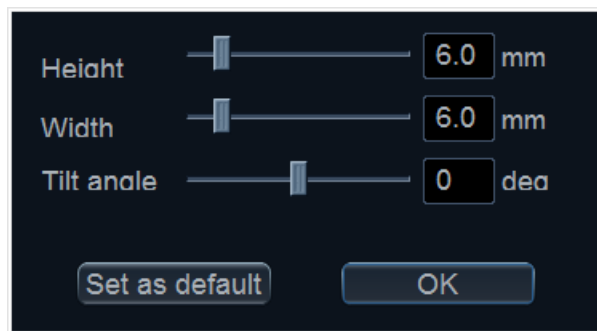 Height 6.0 mm
Width 6.0 mm
Tilt angle 0 deg
Set as default OK